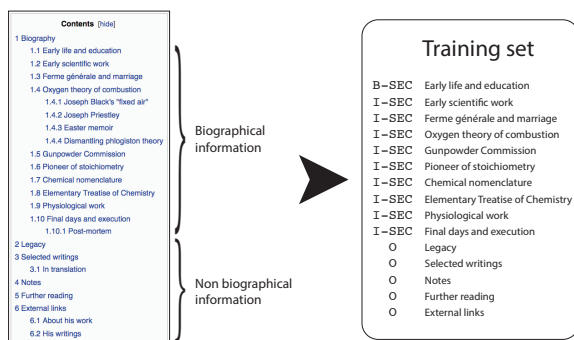 Contents [hide]
1 Biography
1.1 Early life and education
1.2 Early scientific work
1.3 Ferme générale and marriage
1.4 Oxygen theory of combustion
1.4.1 Joseph Black's "fixed air"
1.4.2 Joseph Priestley
1.4.3 Easter memoir
1.4.4 Dismantling phlogiston theory
1.5 Gunpowder Commission
1.6 Pioneer of stoichiometry
1.7 Chemical nomenclature
1.8 Elementary Treatise of Chemistry
1.9 Physiological work
1.10 Final days and execution
1.10.1 Post-mortem
2 Legacy
3 Selected writings
3.1 In translation
4 Notes
5 Further reading
6 External links
6.1 About his work
6.2 His writings
Biographical
information
Non biographical
information
Training set
B-SEC Early life and education
I-SEC Early scientific work
I-SEC Ferme générale and marriage
I-SEC Oxygen theory of combustion
I-SEC Gunpowder Commission
I-SEC Pioneer of stoichiometry
I-SEC Chemical nomenclature
I-SEC Elementary Treatise of Chemistry
I-SEC Physiological work
I-SEC Final days and execution
O Legacy
O Selected writings
O Notes
O Further reading
O External links